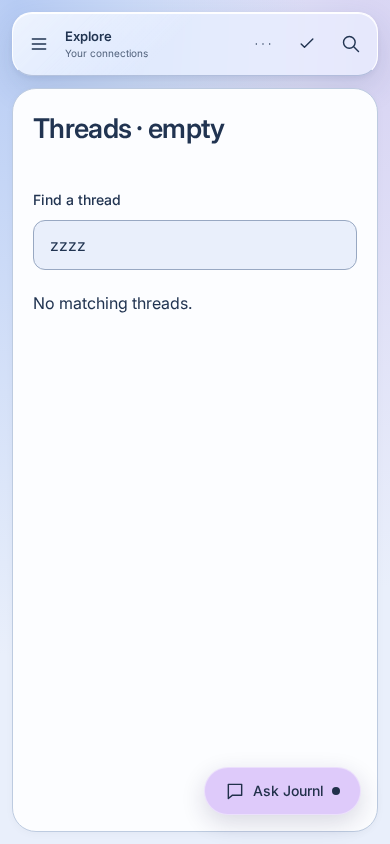 Explore
Your connections
...
Threads · empty
Find a thread
zzzz
No matching threads.
Ask Journl